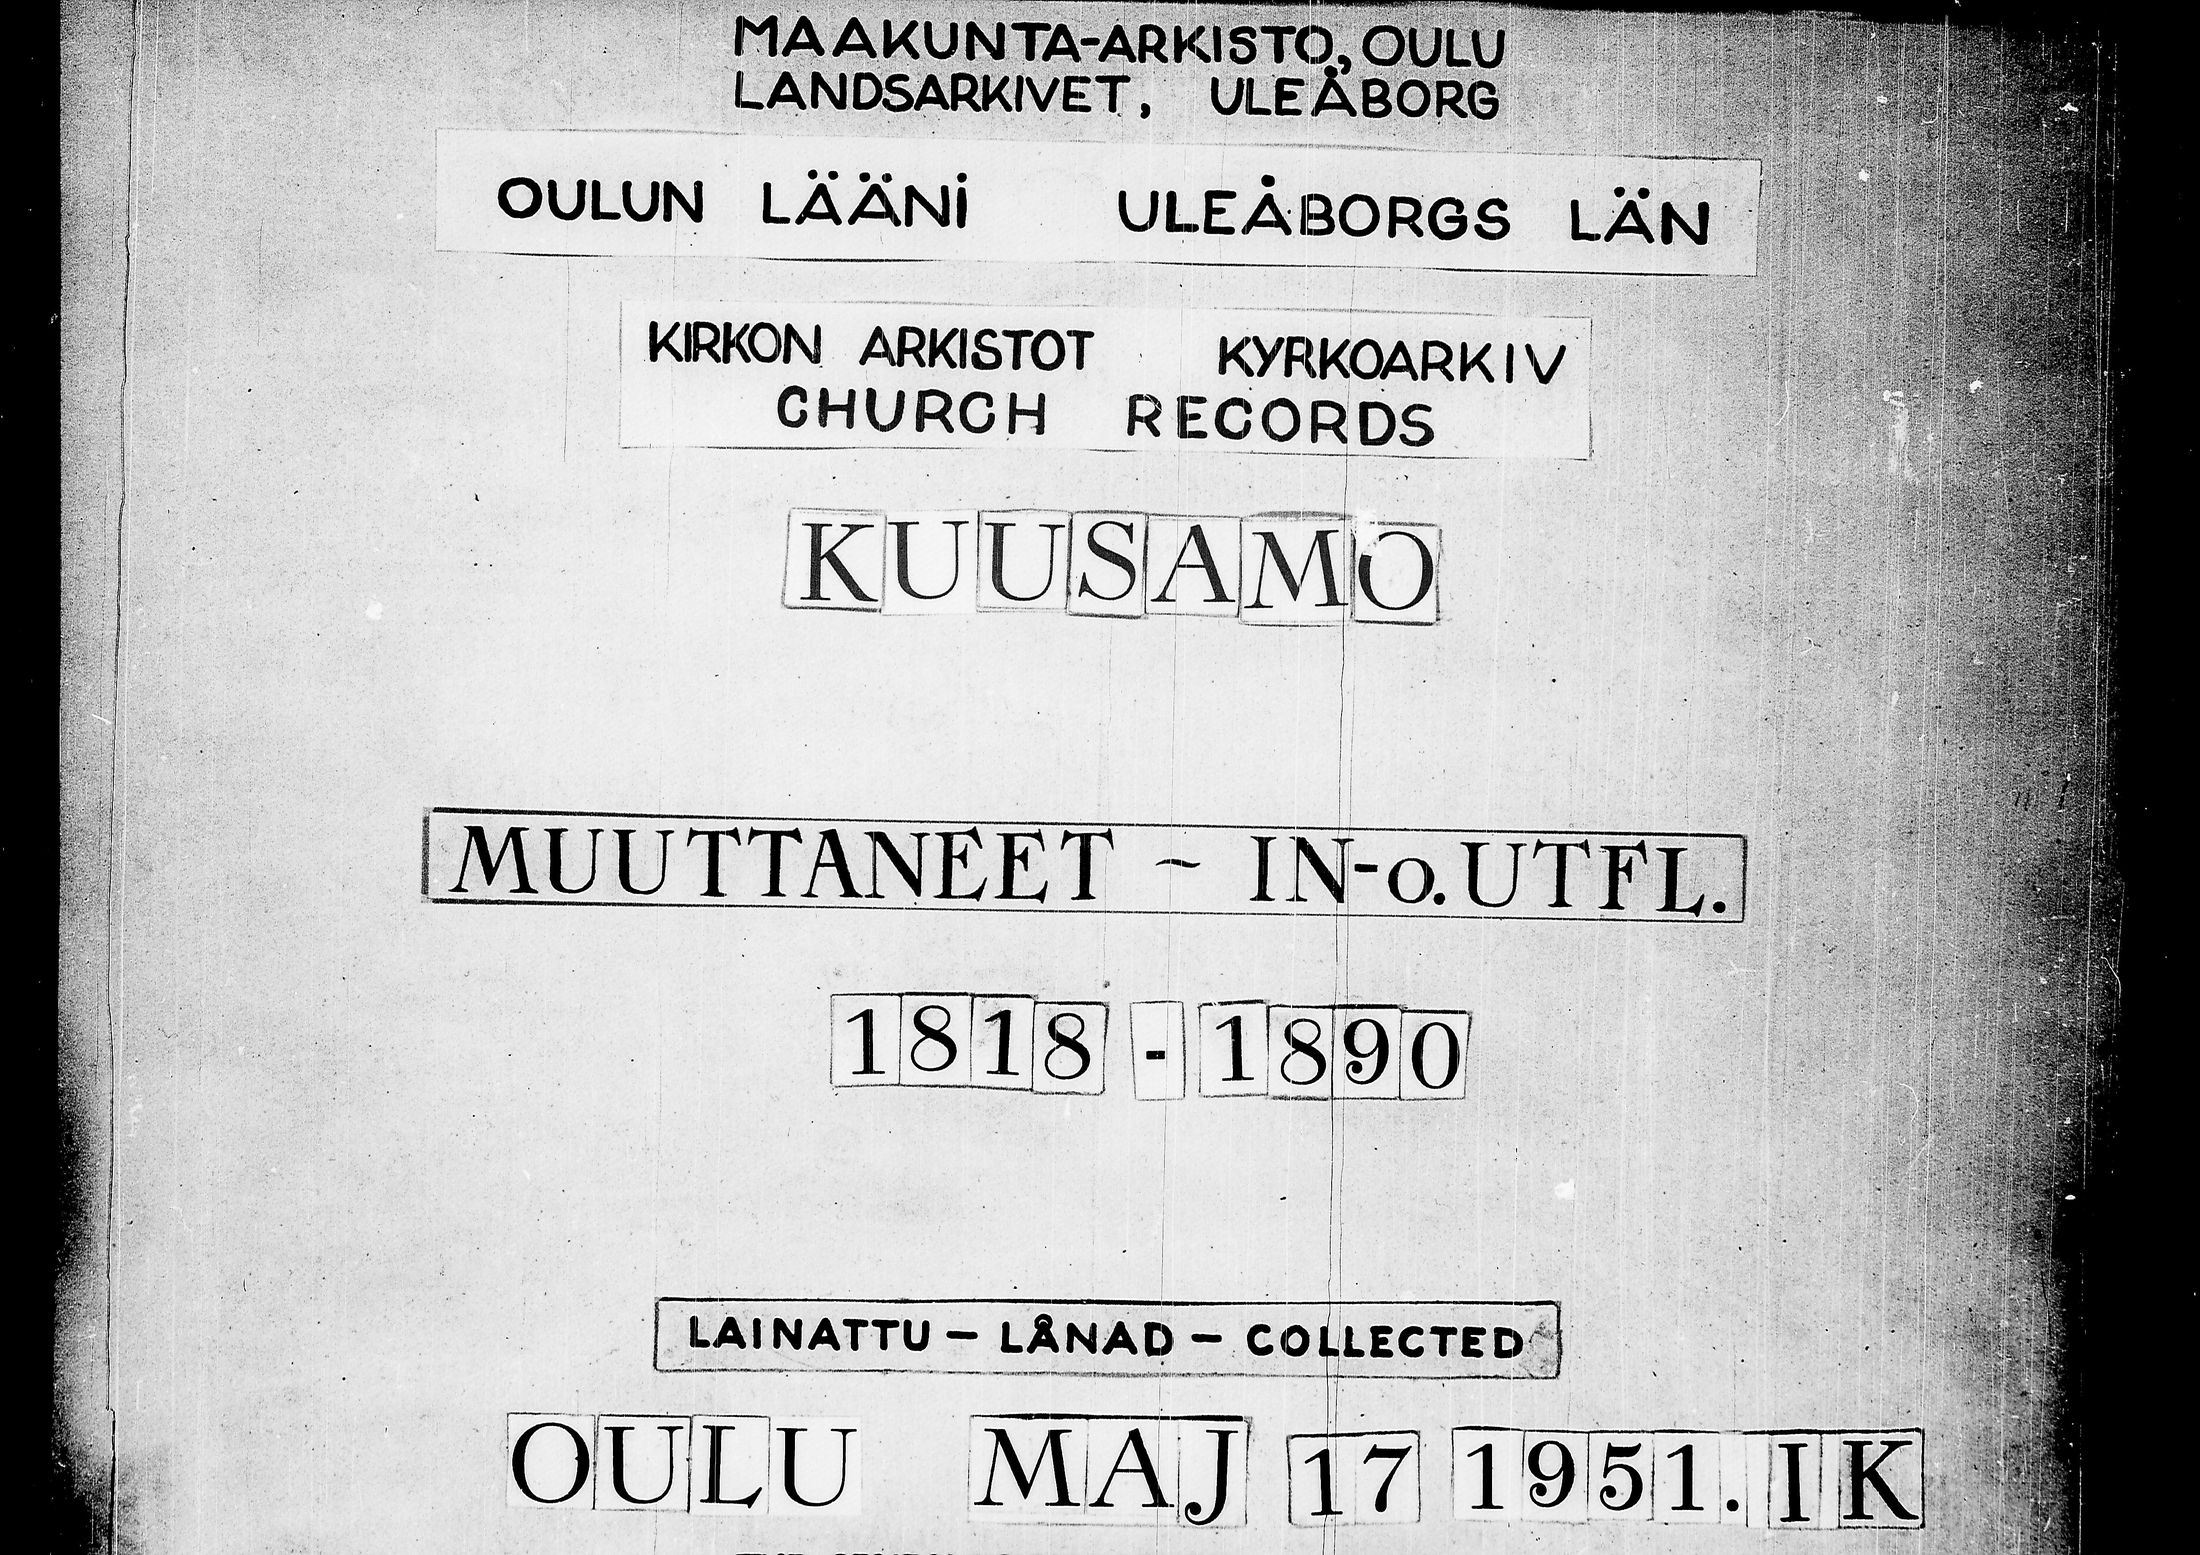 MAAKUNTA-ARKISTO, OULU
LANDSARKIVET, ULEÅBORG
OULUN LÄÄNI ULEÅBORGS LÄN
KIRKON ARKISTOT KYRKOARKIV
CHURCH RECORDS
KUUSAMO
MUUTTANEET ~ IN-o. UTFL.
1818 - 1890
LAINATTU - LÅNAD - COLLECTED
OULU MAJ 17 1951. IK